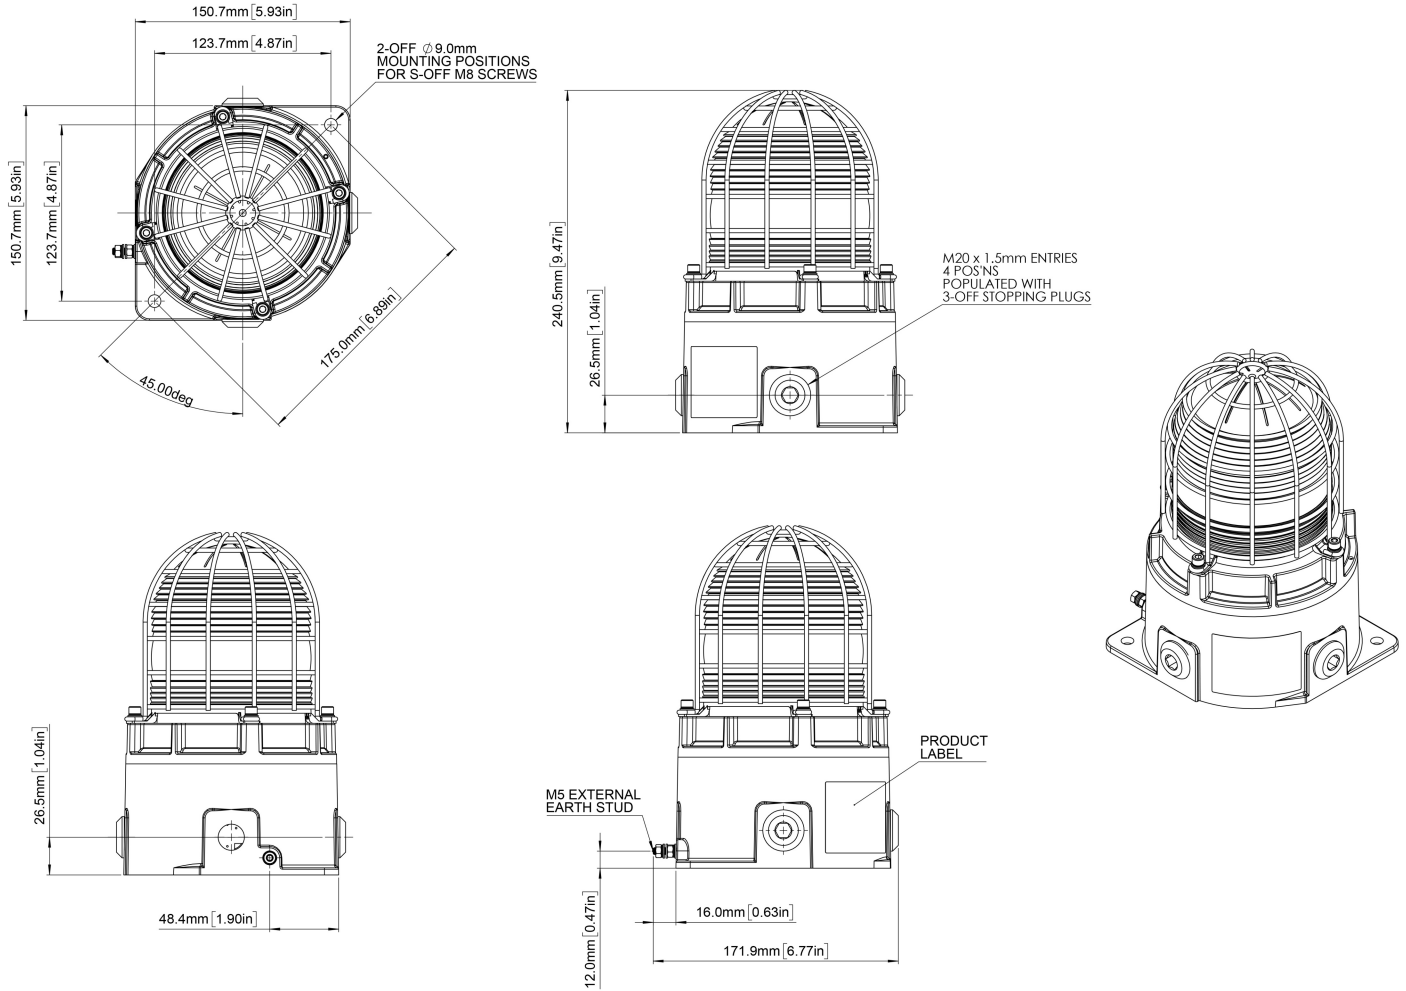 150.7mm [5.93in]
123.7mm [4.87in]
2-OFF ∅9.0mm
MOUNTING POSITIONS
FOR S-OFF M8 SCREWS
150.7mm [5.93in]
123.7mm [4.87in]
175.0mm [6.89in]
45.00deg
240.5mm [9.47in]
26.5mm [1.04in]
M20 x 1.5mm ENTRIES
4 POS'NS
POPULATED WITH
3-OFF STOPPING PLUGS
26.5mm [1.04in]
48.4mm [1.90in]
M5 EXTERNAL
EARTH STUD
PRODUCT
LABEL
12.0mm [0.47in]
16.0mm [0.63in]
171.9mm [6.77in]